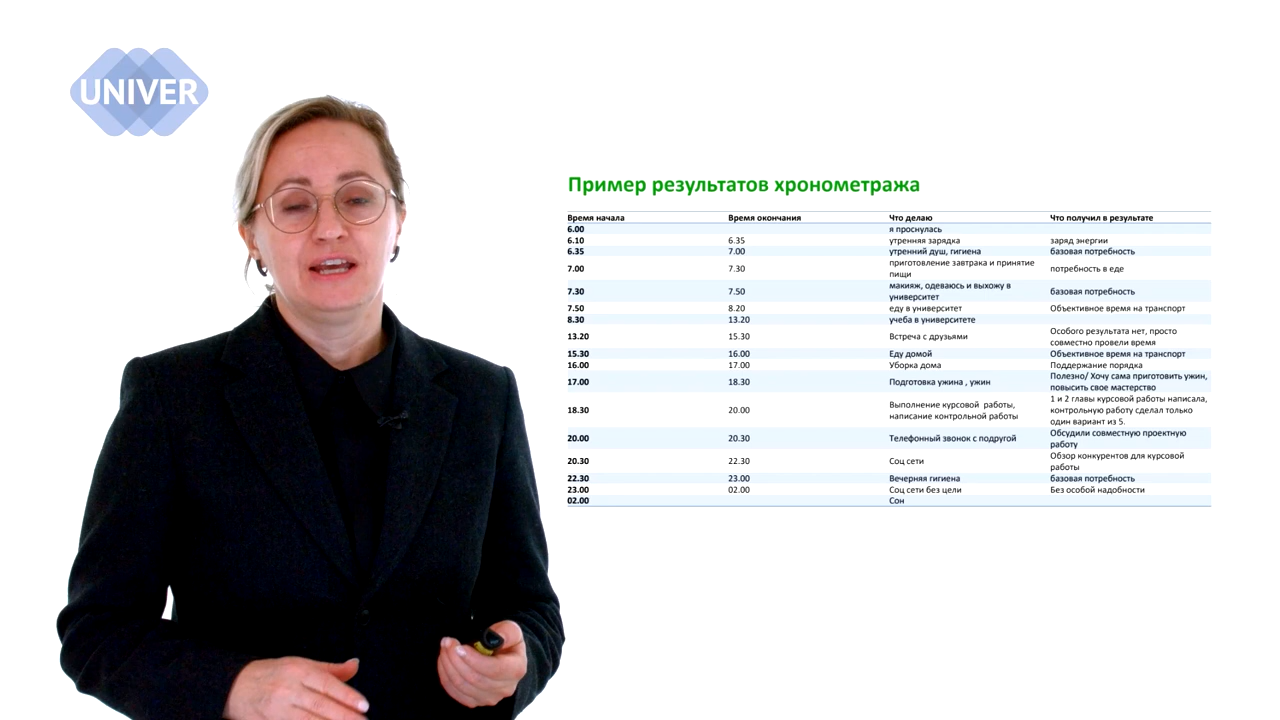 UNIVER
Пример результатов хронометража
Время начала Время окончания Что делаю Что получил в результате
6.00 я проснулась
6.10 6.35 утренняя зарядка заряд энергии
6.35 7.00 утренний душ, гигиена базовая потребность
7.00 7.30 приготовление завтрака и принятие
пищи потребность в еде
7.30 7.50 макияж, одеваюсь и выхожу в
университет базовая потребность
7.50 8.20 еду в университет Объективное время на транспорт
8.30 13.20 учеба в университете
13.20 15.30 Встреча с друзьями Особого результата нет, просто
совместно провели время
15.30 16.00 Еду домой Объективное время на транспорт
16.00 17.00 Уборка дома Поддержание порядка
17.00 18.30 Подготовка ужина , ужин Полезно/ Хочу сама приготовить ужин,
повысить свое мастерство
18.30 20.00 Выполнение курсовой работы,
написание контрольной работы
1 и 2 главы курсовой работы написала,
контрольную работу сделал только
один вариант из 5.
20.00 20.30 Телефонный звонок с подругой Обсудили совместную проектную
работу
20.30 22.30 Соц сети Обзор конкурентов для курсовой
работы
22.30 23.00 Вечерняя гигиена базовая потребность
23.00 02.00 Соц сети без цели Без особой надобности
02.00 Сон